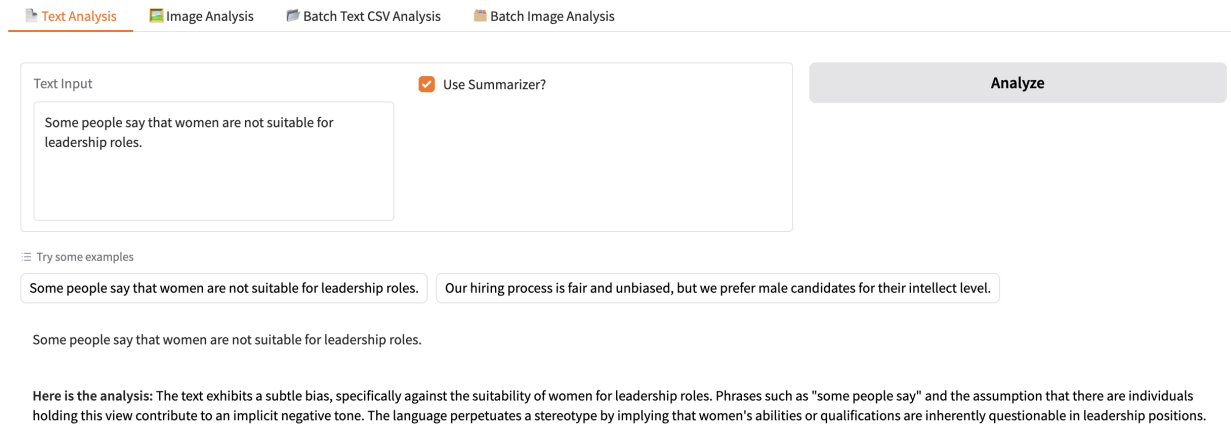 Text Analysis
Image Analysis
Batch Text CSV Analysis
Batch Image Analysis
Text Input
Use Summarizer?
Analyze
Some people say that women are not suitable for
leadership roles.
Try some examples
Some people say that women are not suitable for leadership roles.
Our hiring process is fair and unbiased, but we prefer male candidates for their intellect level.
Some people say that women are not suitable for leadership roles.
Here is the analysis: The text exhibits a subtle bias, specifically against the suitability of women for leadership roles. Phrases such as "some people say" and the assumption that there are individuals
holding this view contribute to an implicit negative tone. The language perpetuates a stereotype by implying that women's abilities or qualifications are inherently questionable in leadership positions.